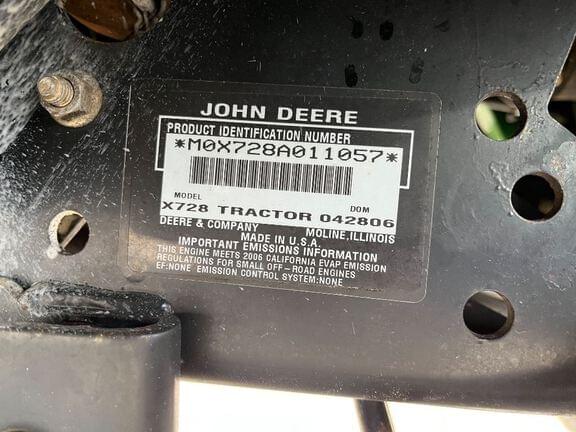 JOHN DEERE
PRODUCT IDENTIFICATION NUMBER
*M0X728A011057*
MODEL DOM
X728 TRACTOR 042806
DEERE & COMPANY MOLINE,ILLINOIS
MADE IN U.S.A.
IMPORTANT EMISSIONS INFORMATION
THIS ENGINE MEETS 2006 CALIFORNIA EVAP EMISSION
REGULATIONS FOR SMALL OFF-ROAD ENGINES
EF:NONE EMISSION CONTROL SYSTEM:NONE